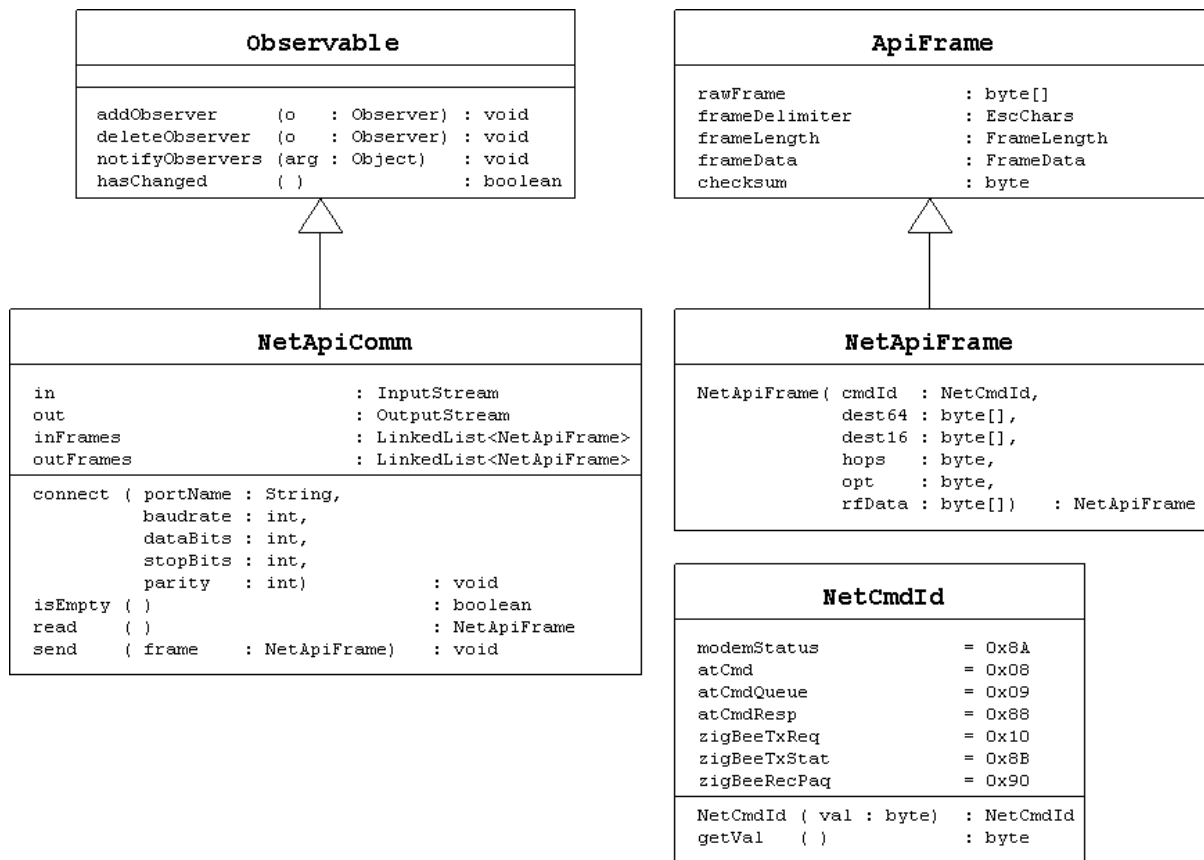 Observable
addObserver (o : Observer) : void
deleteObserver (o : Observer) : void
notifyObservers (arg : Object) : void
hasChanged ( ) : boolean
ApiFrame
rawFrame : byte[]
frameDelimiter : EscChars
frameLength : FrameLength
frameData : FrameData
checksum : byte
NetApiComm
in : InputStream
out : OutputStream
inFrames : LinkedList<NetApiFrame>
outFrames : LinkedList<NetApiFrame>
connect ( portName : String,
baudrate : int,
dataBits : int,
stopBits : int,
parity : int) : void
isEmpty ( ) : boolean
read ( ) : NetApiFrame
send ( frame : NetApiFrame) : void
NetApiFrame
NetApiFrame( cmdId : NetCmdId,
dest64 : byte[],
dest16 : byte[],
hops : byte,
opt : byte,
rfData : byte[]) : NetApiFrame
NetCmdId
modemStatus = 0x8A
atCmd = 0x08
atCmdQueue = 0x09
atCmdResp = 0x88
zigBeeTxReq = 0x10
zigBeeTxStat = 0x8B
zigBeeRecPaq = 0x90
NetCmdId ( val : byte) : NetCmdId
getVal ( ) : byte